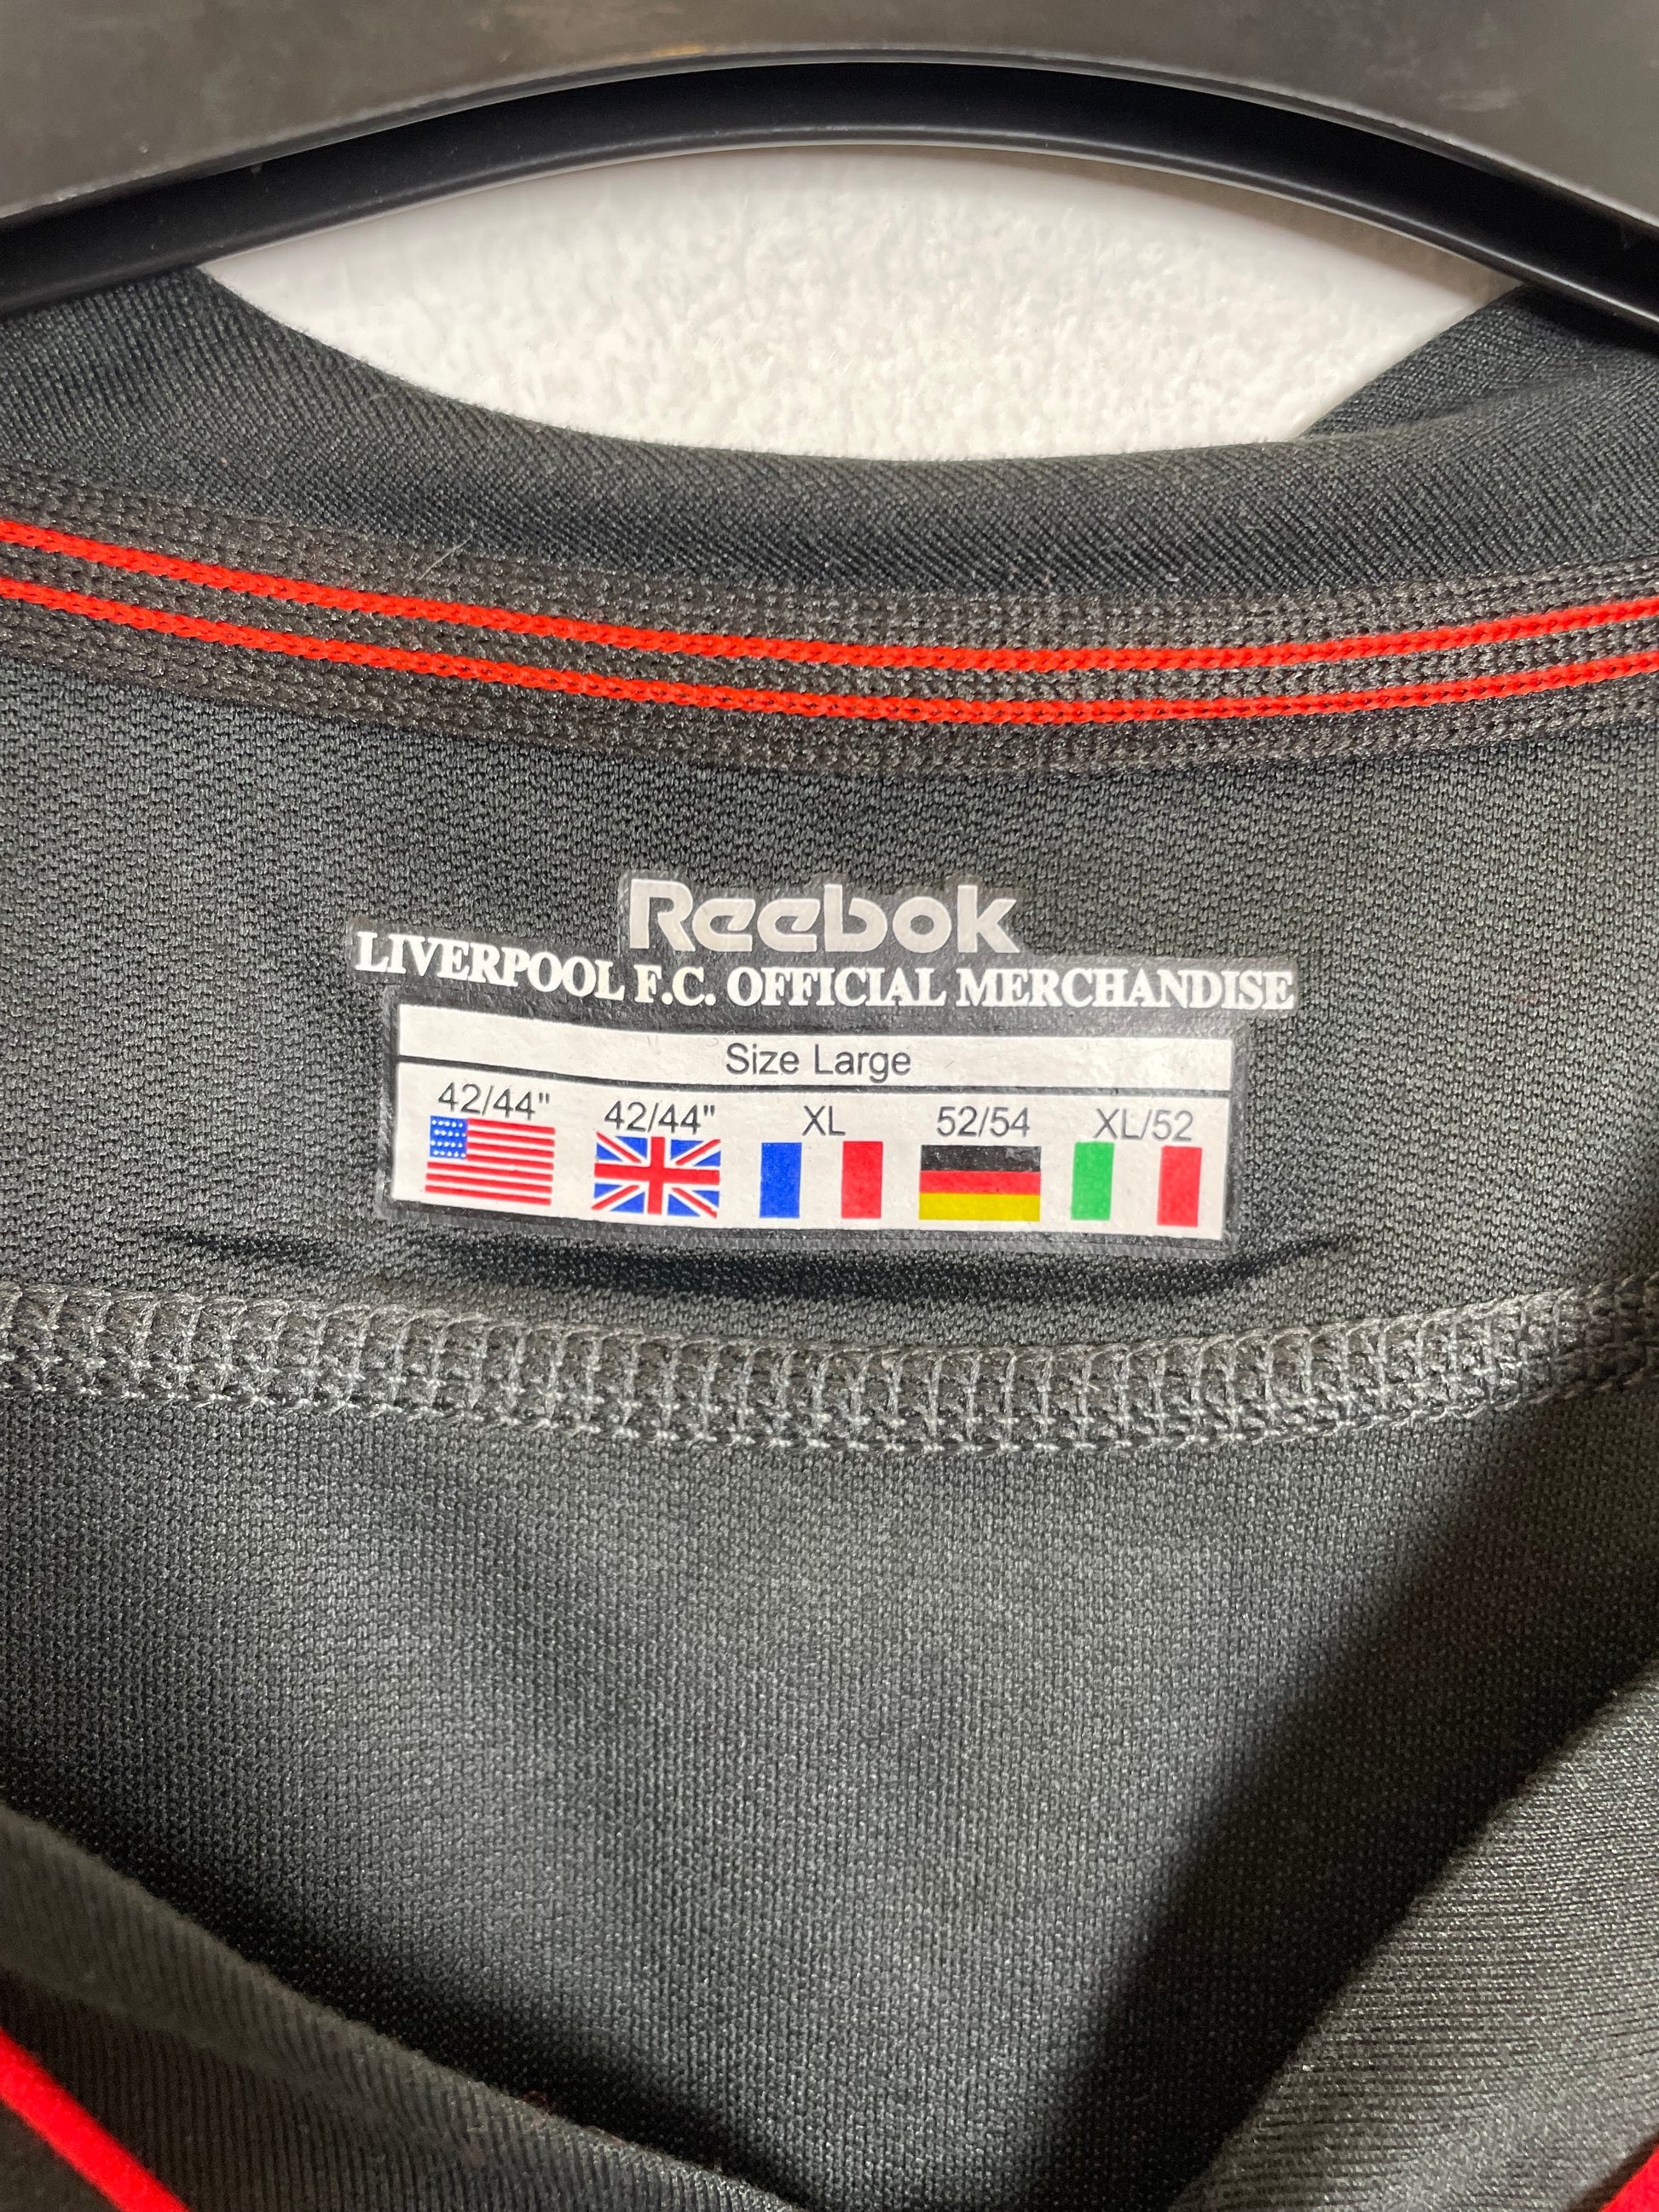 Reebok
LIVERPOOL F.C. OFFICIAL MERCHANDISE
Size Large
42/44" 42/44" XL 52/54 XL/52